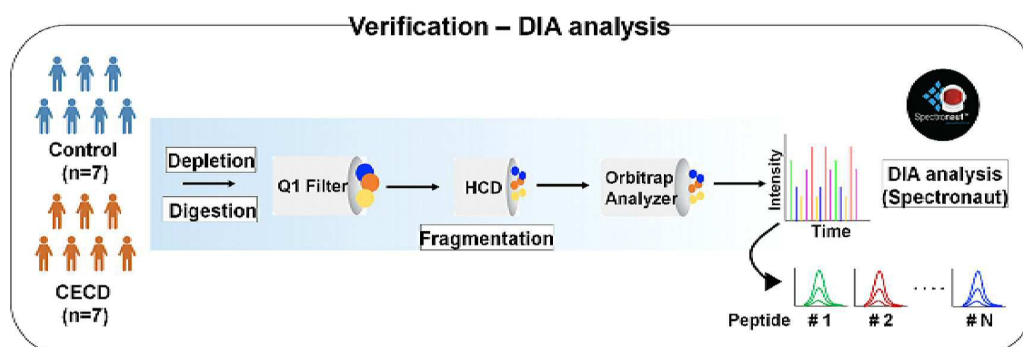 Verification – DIA analysis
Control
(n=7)
CECD
(n=7)
Depletion
Digestion
Q1 Filter
HCD
Fragmentation
Orbitrap
Analyzer
Intensity
Time
Spectronaut™
DIA analysis
(Spectronaut)
Peptide # 1 # 2 ···· # N